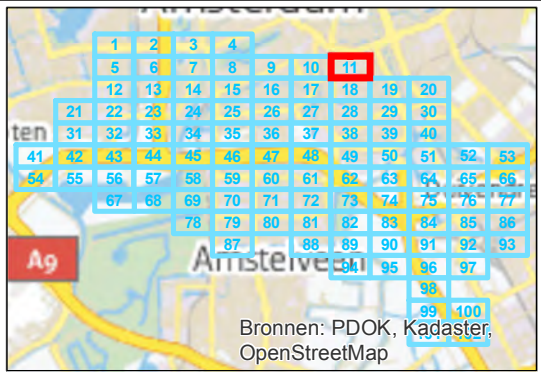 Amsterdam
1 2 3 4
5 6 7 8 9 10 11
12 13 14 15 16 17 18 19 20
21 22 23 24 25 26 27 28 29 30
ten 31 32 33 34 35 36 37 38 39 40
41 42 43 44 45 46 47 48 49 50 51 52 53
54 55 56 57 58 59 60 61 62 63 64 65 66
67 68 69 70 71 72 73 74 75 76 77
78 79 80 81 82 83 84 85 86
87 88 89 90 91 92 93
A9 Amstelveen
94 95 96 97
98
99 100
Bronnen: PDOK, Kadaster,
101 102
OpenStreetMap